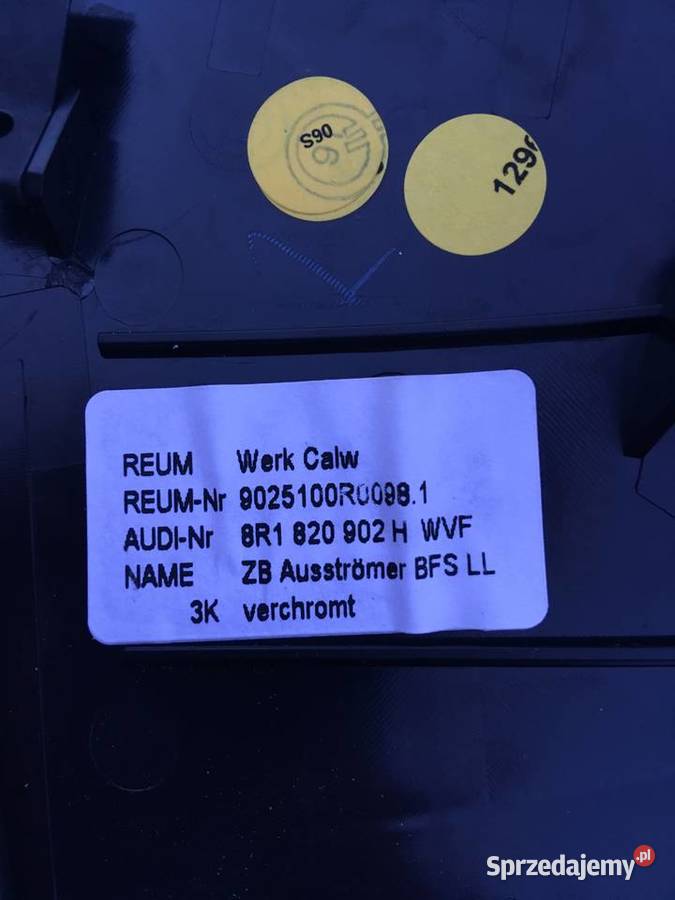 S90
6
129
REUM Werk Calw
REUM-Nr 9025100R0098.1
AUDI-Nr 8R1 820 902 H WVF
NAME ZB Ausströmer BFS LL
3K verchromt
Sprzedajemy.pl